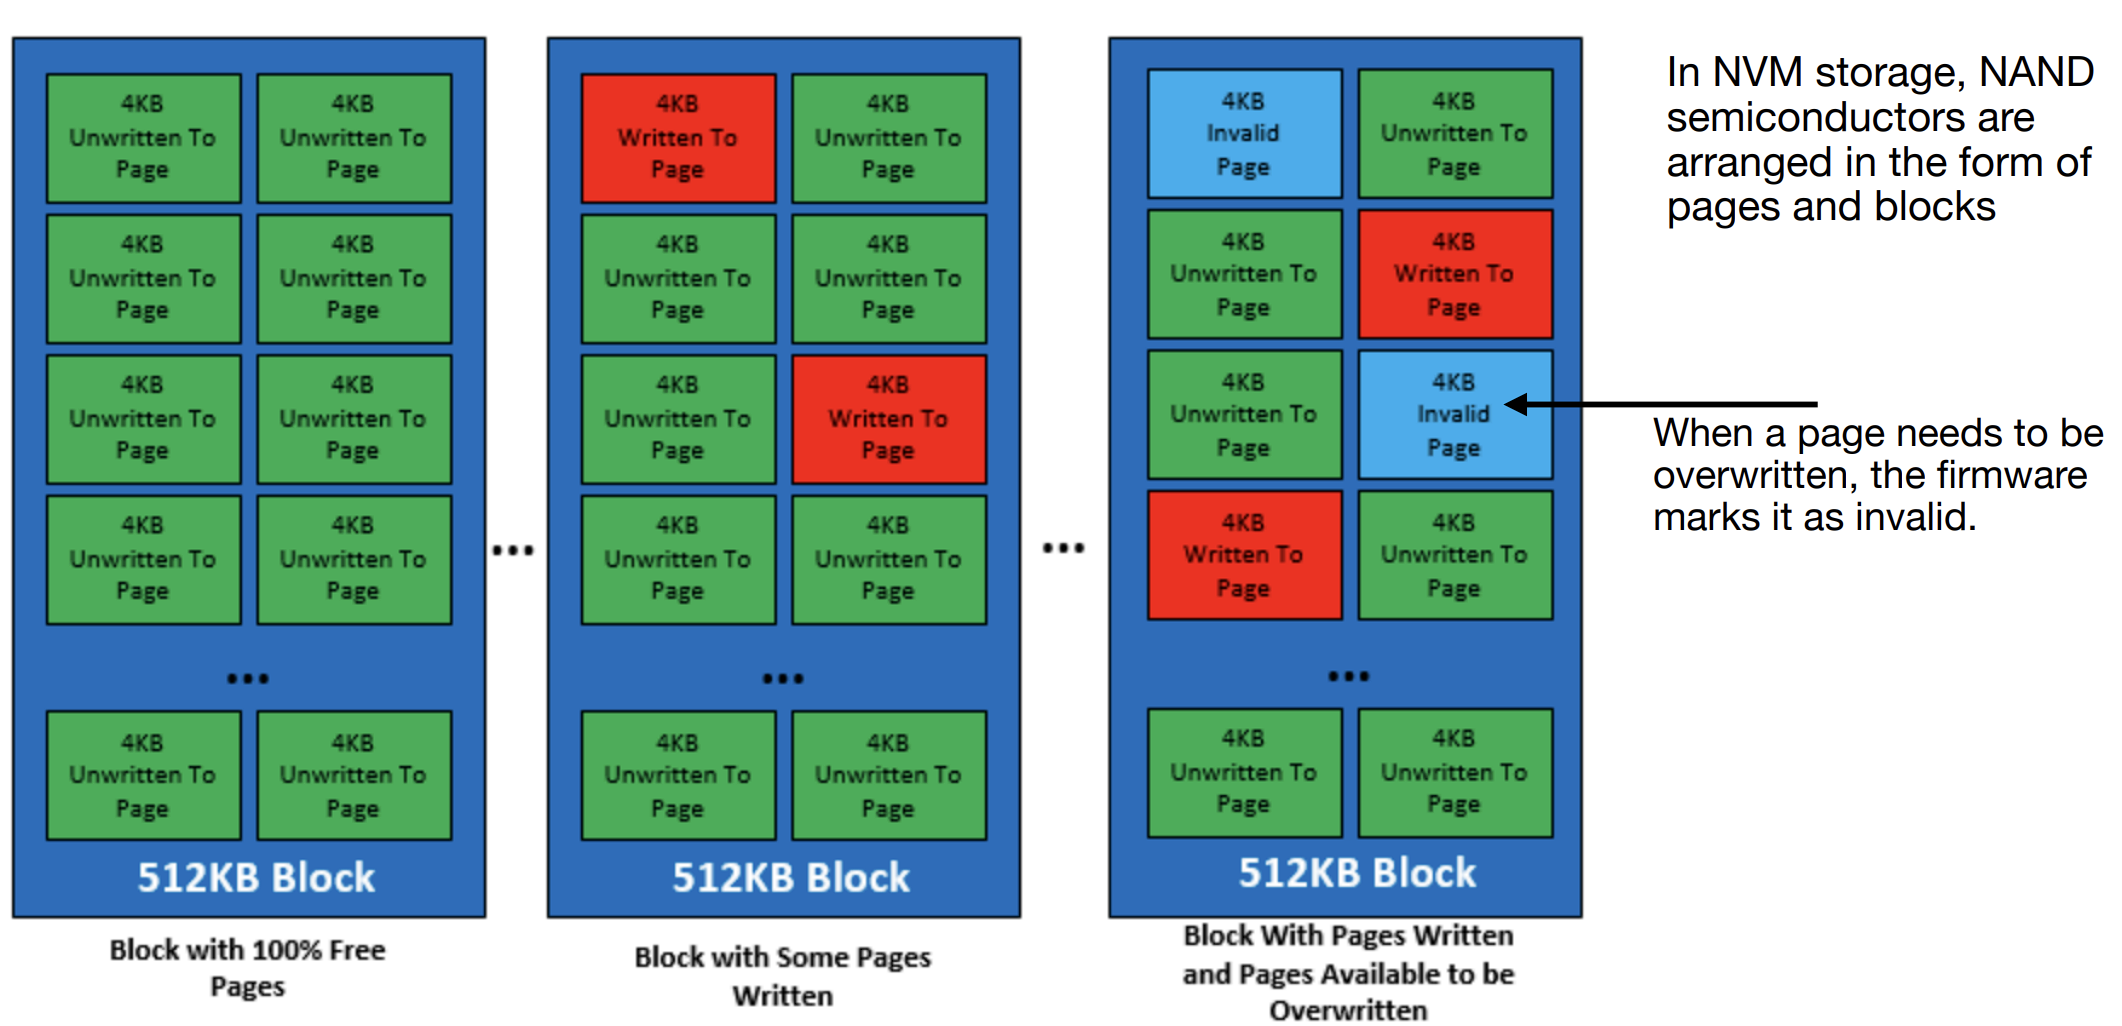 4KB
Unwritten To
Page
4KB
Unwritten To
Page
4KB
Unwritten To
Page
4KB
Unwritten To
Page
4KB
Unwritten To
Page
4KB
Unwritten To
Page
4KB
Unwritten To
Page
4KB
Unwritten To
Page
...
4KB
Unwritten To
Page
4KB
Unwritten To
Page
512KB Block
Block with 100% Free
Pages
...
4KB
Written To
Page
4KB
Unwritten To
Page
4KB
Unwritten To
Page
4KB
Unwritten To
Page
4KB
Unwritten To
Page
4KB
Written To
Page
4KB
Unwritten To
Page
4KB
Unwritten To
Page
...
4KB
Unwritten To
Page
4KB
Unwritten To
Page
512KB Block
Block with Some Pages
Written
...
4KB
Invalid
Page
4KB
Unwritten To
Page
4KB
Unwritten To
Page
4KB
Written To
Page
4KB
Unwritten To
Page
4KB
Invalid
Page
4KB
Written To
Page
4KB
Unwritten To
Page
...
4KB
Unwritten To
Page
4KB
Unwritten To
Page
512KB Block
Block With Pages Written
and Pages Available to be
Overwritten
In NVM storage, NAND
semiconductors are
arranged in the form of
pages and blocks
When a page needs to be
overwritten, the firmware
marks it as invalid.